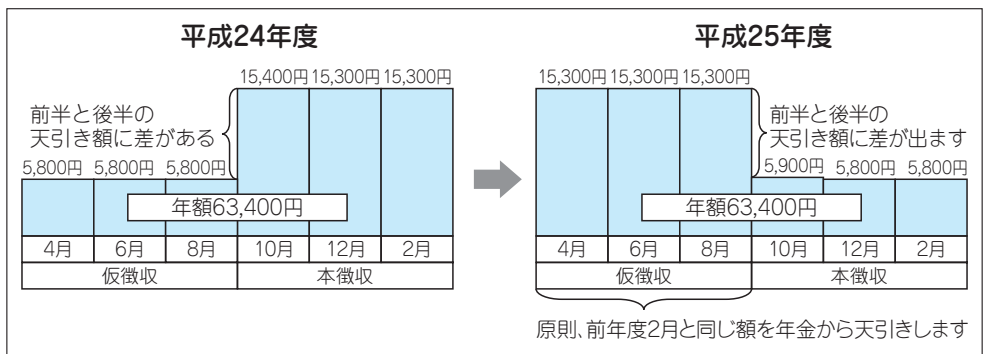 平成24年度
15,400円 15,300円 15,300円
前半と後半の
天引き額に差がある
5,800円 5,800円 5,800円
年額63,400円
4月 6月 8月 10月 12月 2月
仮徴収 本徴収
平成25年度
15,300円 15,300円 15,300円
前半と後半の
天引き額に差が出ます
5,900円 5,800円 5,800円
年額63,400円
4月 6月 8月 10月 12月 2月
仮徴収 本徴収
原則、前年度2月と同じ額を年金から天引きします